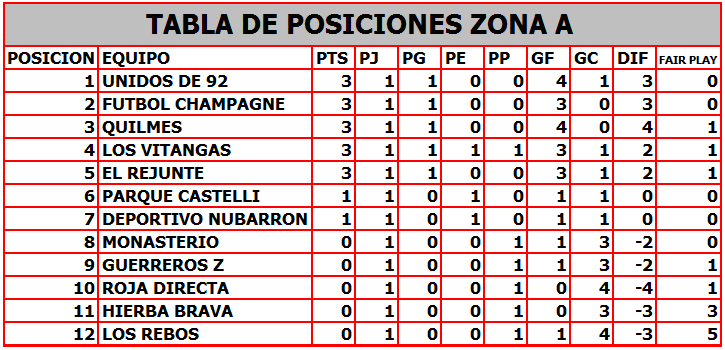 TABLA DE POSICIONES ZONA A
POSICION EQUIPO PTS PJ PG PE PP GF GC DIF FAIR PLAY
1 UNIDOS DE 92 3 1 1 0 0 4 1 3 0
2 FUTBOL CHAMPAGNE 3 1 1 0 0 3 0 3 0
3 QUILMES 3 1 1 0 0 4 0 4 1
4 LOS VITANGAS 3 1 1 1 1 3 1 2 1
5 EL REJUNTE 3 1 1 0 0 3 1 2 1
6 PARQUE CASTELLI 1 1 0 1 0 1 1 0 0
7 DEPORTIVO NUBARRON 1 1 0 1 0 1 1 0 0
8 MONASTERIO 0 1 0 0 1 1 3 -2 0
9 GUERREROS Z 0 1 0 0 1 1 3 -2 1
10 ROJA DIRECTA 0 1 0 0 1 0 4 -4 1
11 HIERBA BRAVA 0 1 0 0 1 0 3 -3 3
12 LOS REBOS 0 1 0 0 1 1 4 -3 5